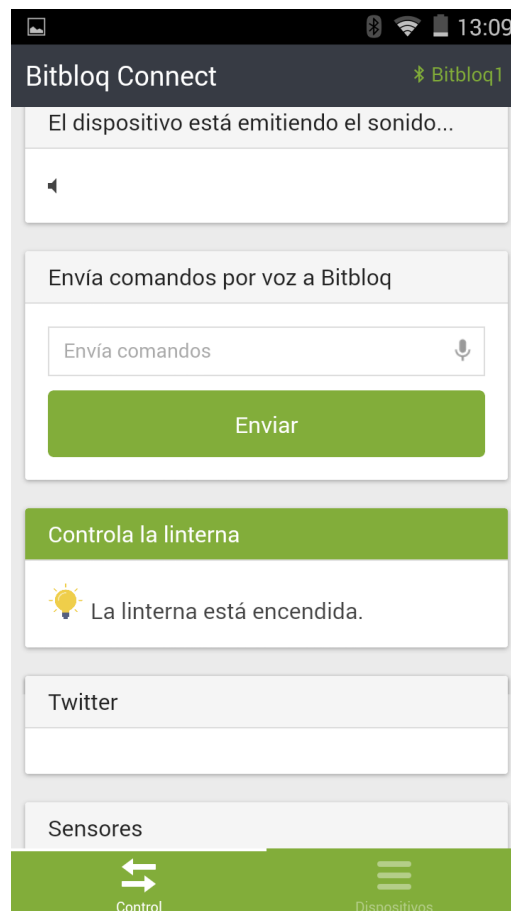 13:09
Bitbloq Connect
Bitbloq1
El dispositivo está emitiendo el sonido...
Envía comandos por voz a Bitbloq
Envía comandos
Enviar
Controla la linterna
La linterna está encendida.
Twitter
Sensores
Control
Dispositivos